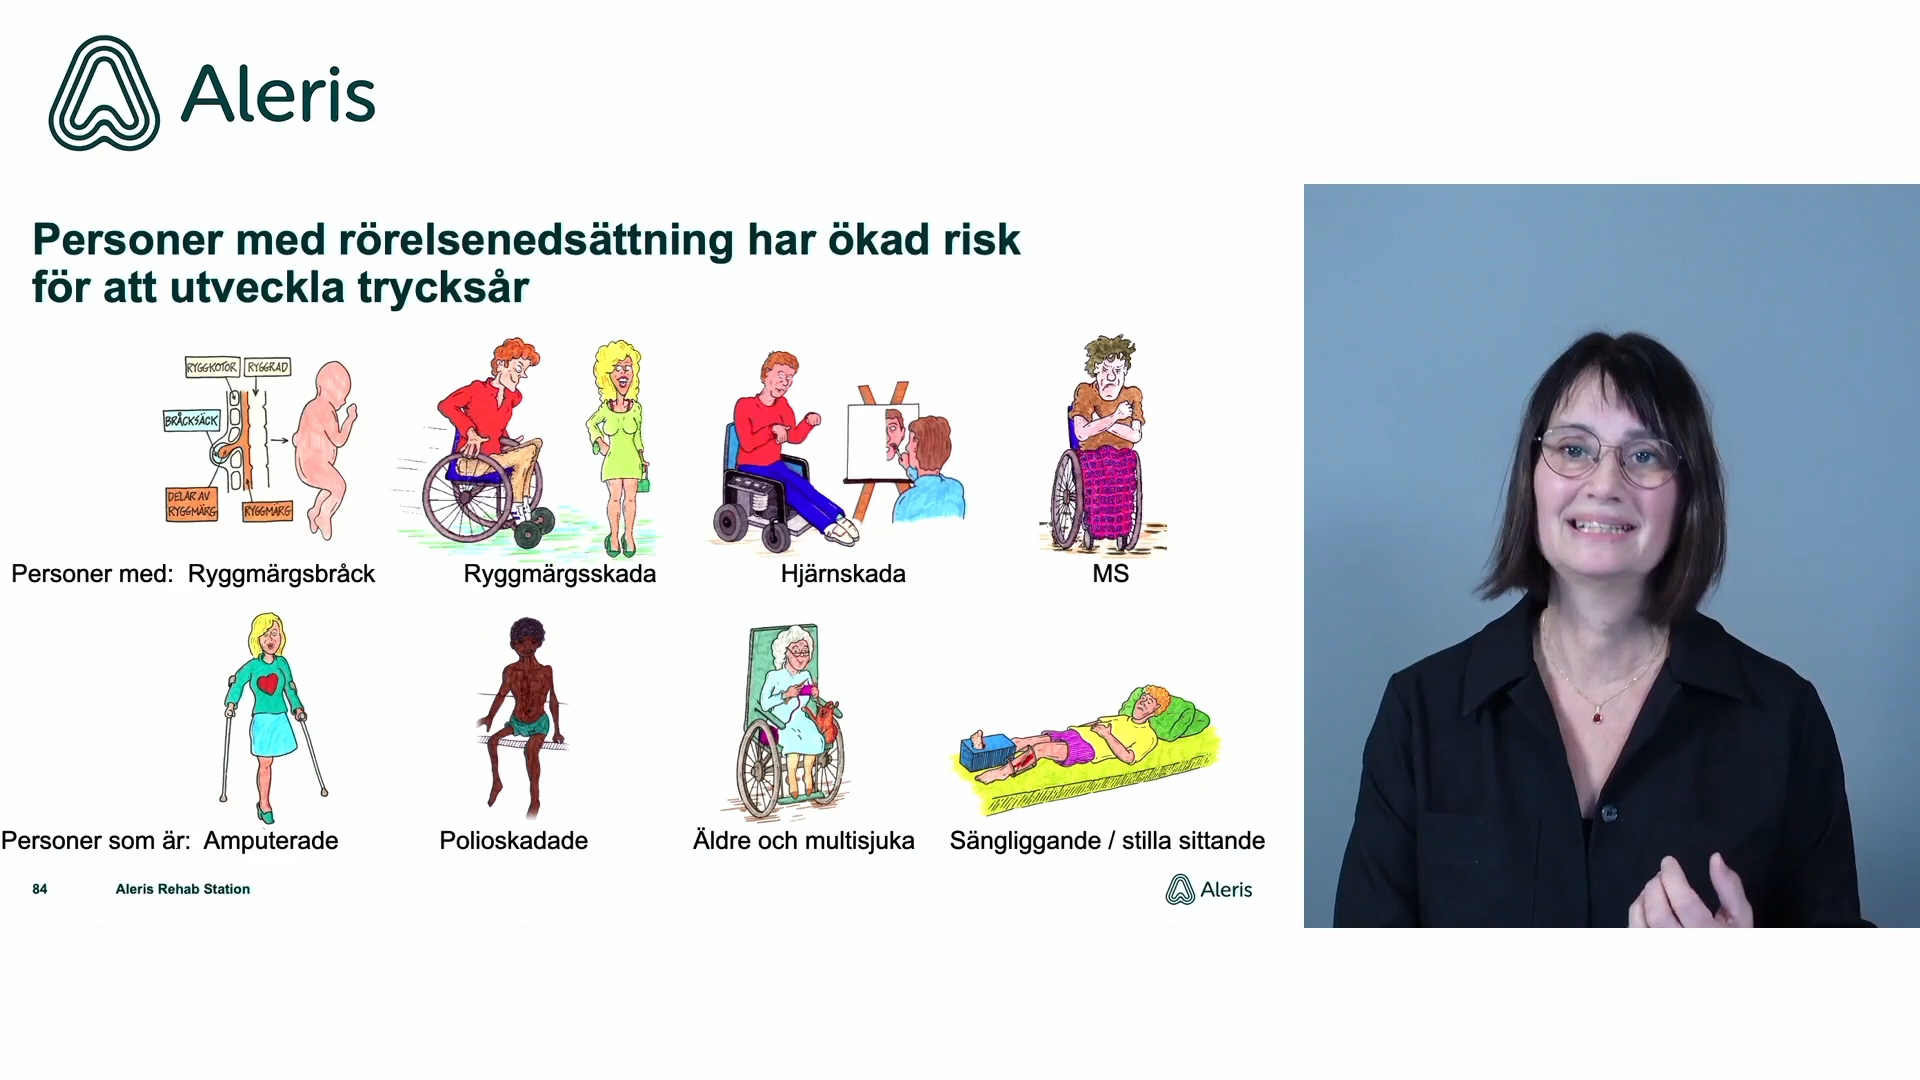 Aleris
Personer med rörelsenedsättning har ökad risk
för att utveckla trycksår
RYGGKOTOR
RYGGRAD
BRÅCKSÄCK
DELAR AV
RYGGMÄRG
RYGGMÄRG
Personer med: Ryggmärgsbråck
Ryggmärgsskada
Hjärnskada
MS
Personer som är: Amputerade
Polioskadade
Äldre och multisjuka
Sängliggande / stilla sittande
84
Aleris Rehab Station
Aleris